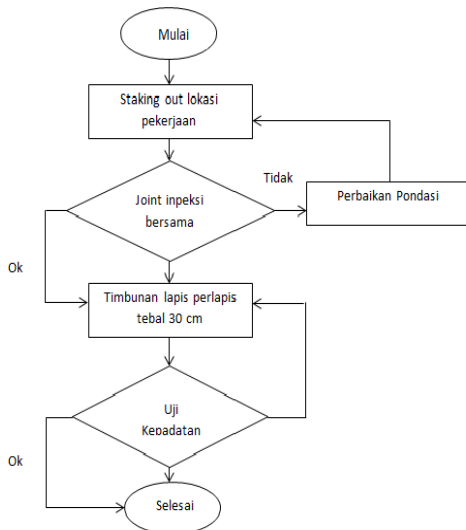 Mulai
Staking out lokasi
pekerjaan
Tidak
Joint inpeksi
bersama
Perbaikan Pondasi
Ok
Timbunan lapis perlapis
tebal 30 cm
Uji
Kepadatan
Ok
Selesai